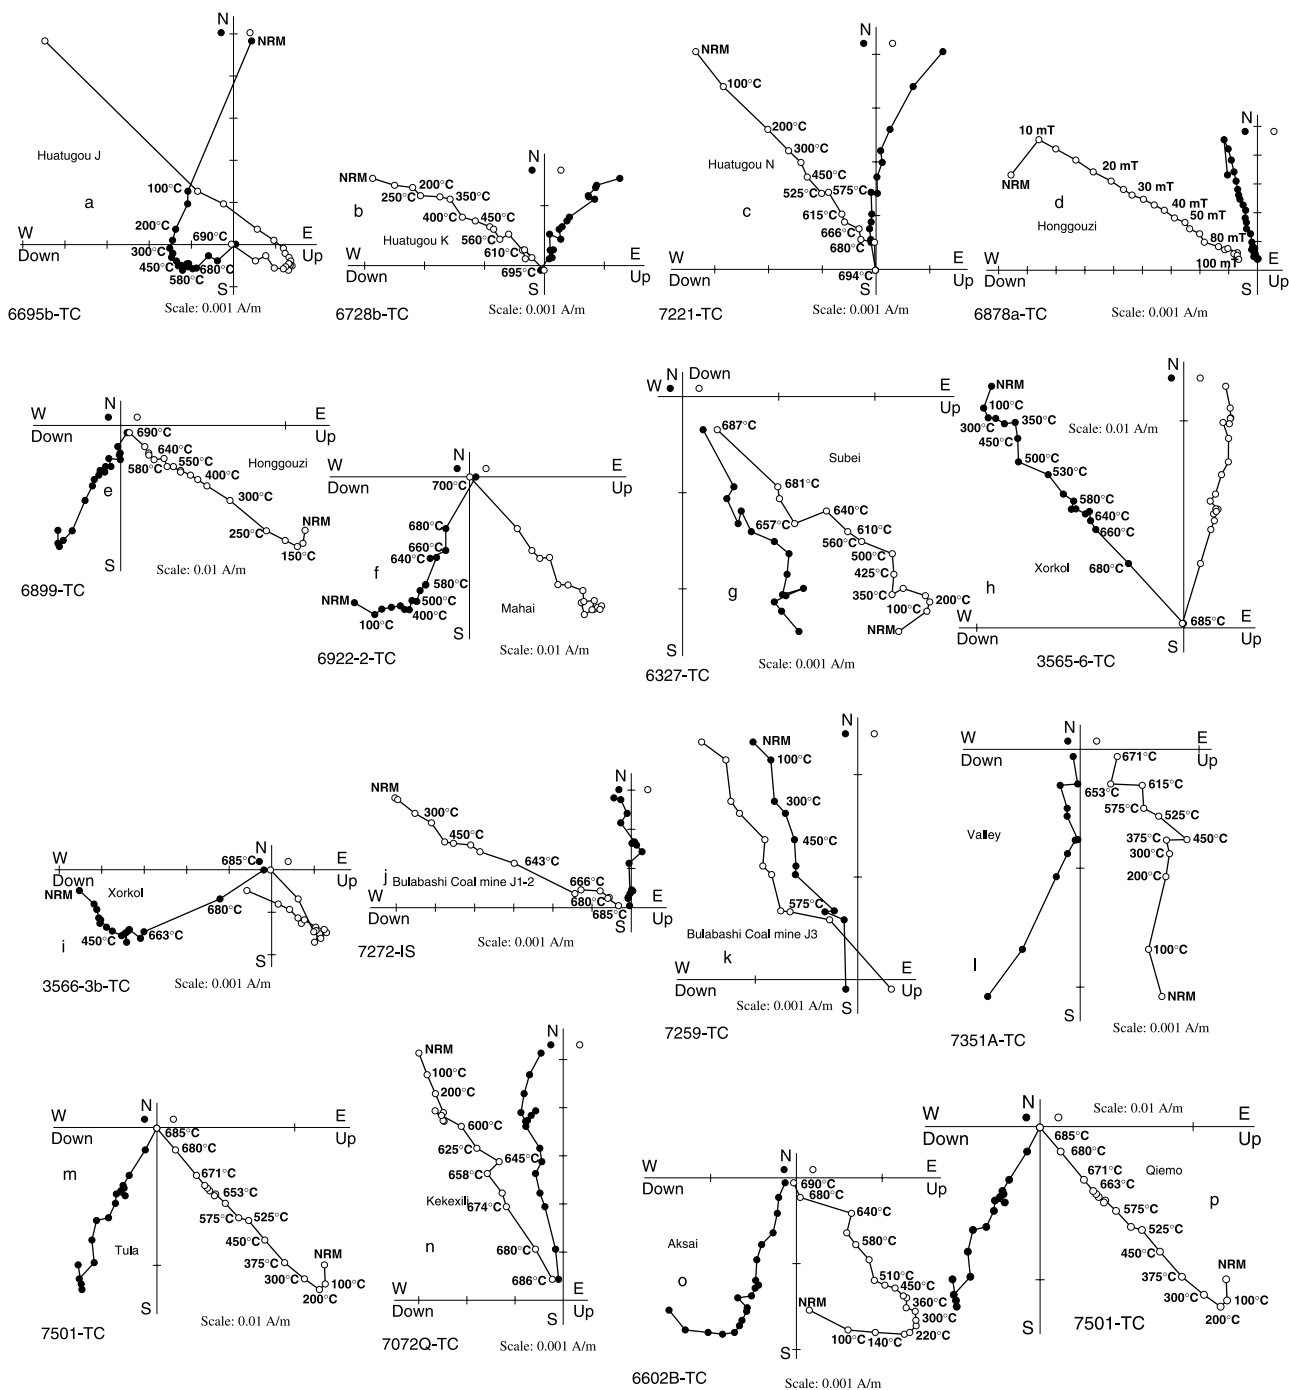 N
NRM
Huatugou J
100°C
a
200°C
690°C
W
E
300°C
Down
Up
450°C
680°C
580°C
S
Scale: 0.001 A/m
6695b-TC
N
NRM
200°C
250°C
350°C
b
400°C
450°C
Huatugou K
560°C
610°C
W
E
Down
695°C
Up
S
Scale: 0.001 A/m
6728b-TC
N
NRM
100°C
200°C
300°C
Huatugou N
450°C
525°C
575°C
c
615°C
666°C
W
680°C
E
Down
694°C
Up
S
Scale: 0.001 A/m
7221-TC
N
10 mT
20 mT
NRM
30 mT
d
40 mT
Honggouzi
50 mT
80 mT
W
100 mT
E
Down
Up
S
Scale: 0.001 A/m
6878a-TC
N
W
E
Down
690°C
Up
640°C
580°C
550°C
Honggouzi
400°C
e
300°C
NRM
250°C
150°C
S
Scale: 0.01 A/m
6899-TC
N
W
E
Down
700°C
Up
680°C
660°C
640°C
f
580°C
NRM
500°C
Mahai
100°C
400°C
S
6922-2-TC
Scale: 0.01 A/m
N
Down
W
E
Up
687°C
Subei
681°C
657°C
640°C
610°C
560°C
500°C
425°C
g
350°C
200°C
100°C
NRM
S
Scale: 0.001 A/m
6327-TC
N
NRM
100°C
300°C
350°C
Scale: 0.01 A/m
450°C
500°C
530°C
580°C
640°C
660°C
Xorkol
680°C
h
W
685°C
E
Down
Up
S
3565-6-TC
N
W
685°C
E
Down
Up
Xorkol
NRM
680°C
i
450°C
663°C
S
3566-3b-TC
Scale: 0.001 A/m
N
NRM
300°C
450°C
643°C
j
Bulabashi Coal mine J1-2
666°C
W
680°C
E
Down
685°C
Up
S
7272-IS
Scale: 0.001 A/m
N
NRM
100°C
300°C
450°C
575°C
Bulabashi Coal mine J3
k
W
E
Down
Up
Scale: 0.001 A/m
S
7259-TC
N
W
E
Down
671°C
Up
653°C
615°C
575°C
525°C
Valley
375°C
450°C
300°C
200°C
100°C
l
NRM
S
Scale: 0.001 A/m
7351A-TC
N
W
E
Down
685°C
Up
680°C
m
671°C
653°C
575°C
525°C
450°C
Tula
375°C
NRM
300°C
100°C
200°C
S
7501-TC
Scale: 0.01 A/m
N
NRM
100°C
200°C
600°C
625°C
645°C
658°C
Kekexili
674°C
n
680°C
686°C
W
E
Down
Up
S
7072Q-TC
Scale: 0.001 A/m
N
W
E
Down
690°C
Up
680°C
640°C
Aksai
580°C
o
510°C
450°C
NRM
360°C
300°C
100°C
140°C
220°C
S
6602B-TC
Scale: 0.001 A/m
Scale: 0.01 A/m
N
W
E
Down
685°C
Up
680°C
671°C
Qiemo
663°C
p
575°C
525°C
450°C
375°C
NRM
300°C
100°C
200°C
S
7501-TC